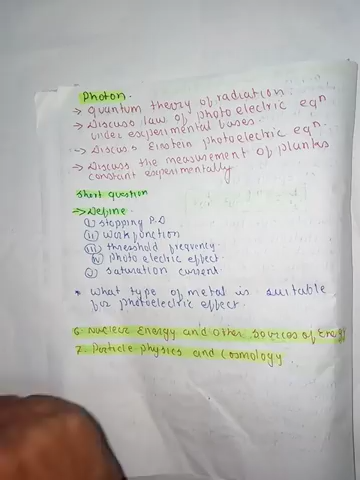 Photon.
→ quantum theory of radiation.
→ Discuss law of photo electric eqn
under experimental bases.
→ Discuss Einstein photoelectric eqn.
→ Discuss the measurement of planks
constant experimentally
Short question
→ Define.
(i) stopping P.D
(ii) work function
(iii) threshold frequency.
(iv) photo electric effect.
(v) saturation current.
* what type of metal is suitable
for photoelectric effect.
6. Nuclear Energy and other sources of Energy
7. Particle physics and cosmology